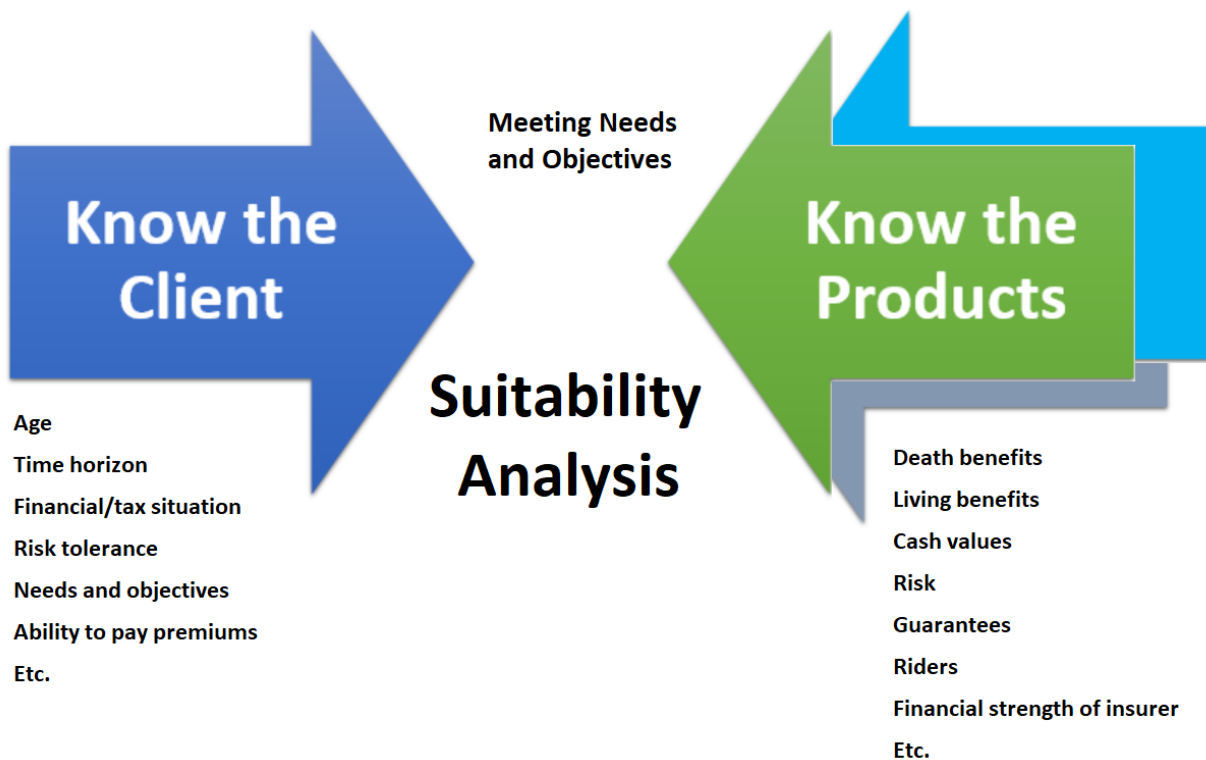 Meeting Needs
and Objectives
Know the
Client
Know the
Products
Suitability
Analysis
Age
Time horizon
Financial/tax situation
Risk tolerance
Needs and objectives
Ability to pay premiums
Etc.
Death benefits
Living benefits
Cash values
Risk
Guarantees
Riders
Financial strength of insurer
Etc.